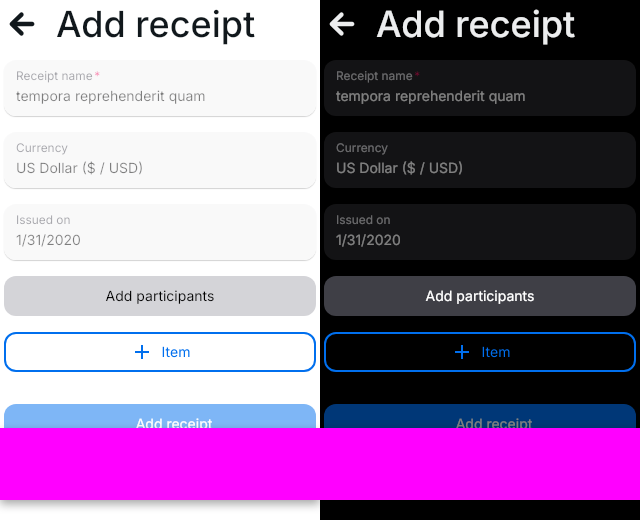 Add receipt
Receipt name*
tempora reprehenderit quam
Currency
US Dollar ($ / USD)
Issued on
1/31/2020
Add participants
+ Item
Add receipt
Add receipt
Receipt name*
tempora reprehenderit quam
Currency
US Dollar ($ / USD)
Issued on
1/31/2020
Add participants
+ Item
Add receipt